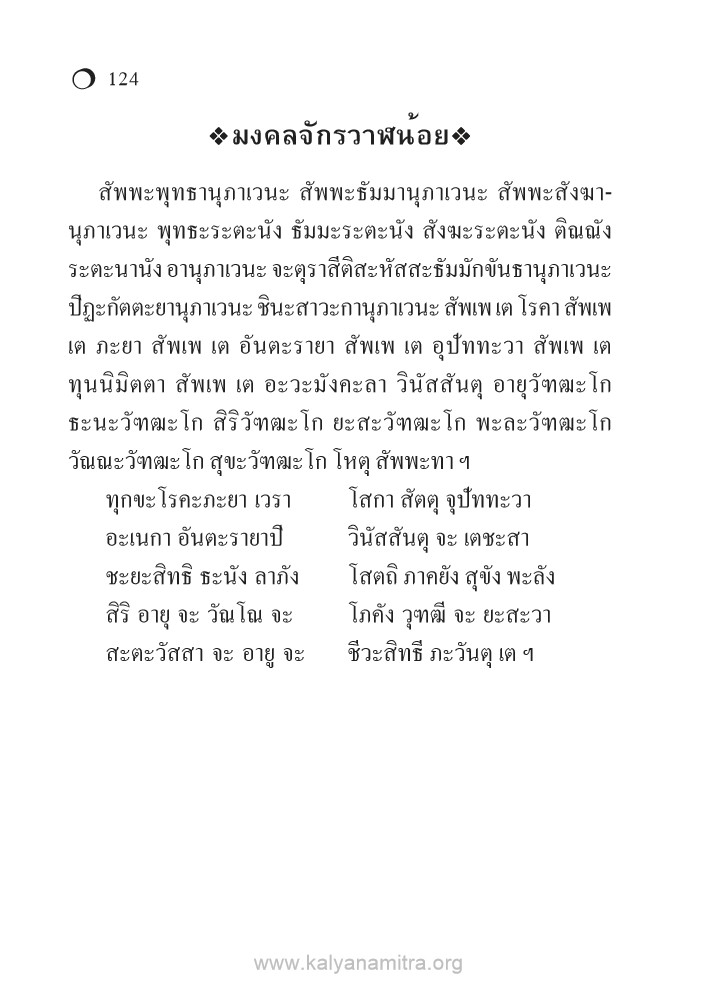 124
❖มงคลจักรวาฬน้อย❖
สัพพะพุทธานุภาเวนะ สัพพะธัมมานุภาเวนะ สัพพะสังฆา-
นุภาเวนะ พุทธะระตะนัง ธัมมะระตะนัง สังฆะระตะนัง ติณณัง
ระตะนานัง อานุภาเวนะ จะตุราสีติสะหัสสะธัมมักขันธานุภาเวนะ
ปิฏะกัตตะยานุภาเวนะ ชินะสาวะกานุภาเวนะ สัพเพ เต โรคา สัพเพ
เต ภะยา สัพเพ เต อันตะรายา สัพเพ เต อุปัททะวา สัพเพ เต
ทุนนิมิตตา สัพเพ เต อะวะมังคะลา วินัสสันตุ อายุวัฑฒะโก
ธะนะวัฑฒะโก สิริวัฑฒะโก ยะสะวัฑฒะโก พะละวัฑฒะโก
วัณณะวัฑฒะโก สุขะวัฑฒะโก โหตุ สัพพะทา ฯ
ทุกขะโรคะภะยา เวรา โสกา สัตตุ จุปัททะวา
อะเนกา อันตะรายาปิ วินัสสันตุ จะ เตชะสา
ชะยะสิทธิ ธะนัง ลาภัง โสตถิ ภาคยัง สุขัง พะลัง
สิริ อายุ จะ วัณโณ จะ โภคัง วุฑฒี จะ ยะสะวา
สะตะวัสสา จะ อายู จะ ชีวะสิทธี ภะวันตุ เต ฯ
www.kalyanamitra.org